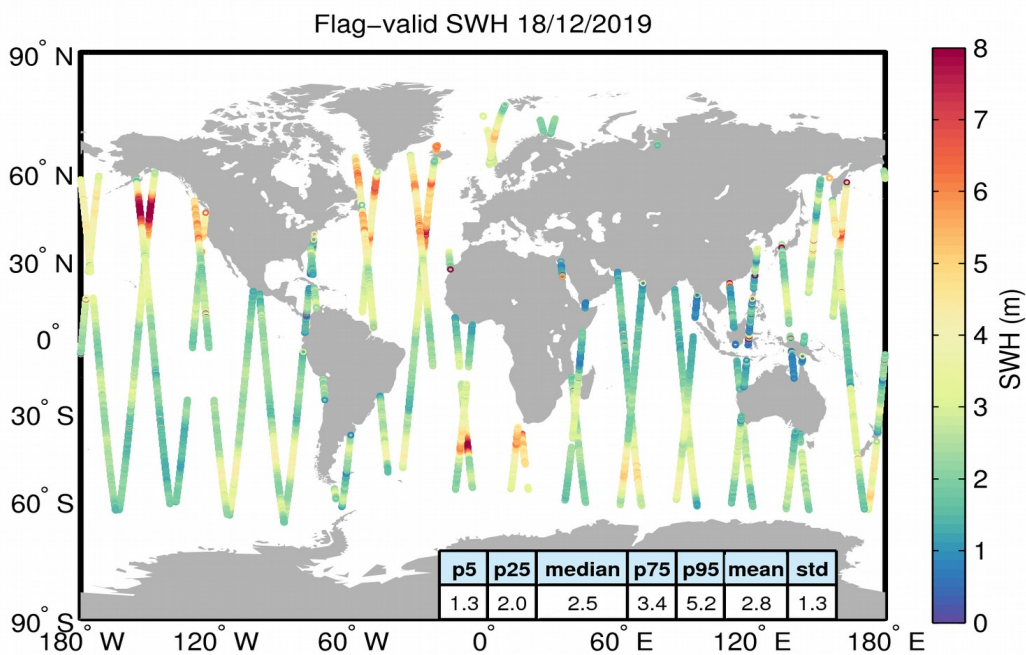 Flag−valid SWH 18/12/2019
90° N
60° N
30° N
0°
30° S
60° S
90° S
180° W
120° W
60° W
0°
60° E
120° E
180° E
p5 p25 median p75 p95 mean std
1.3 2.0 2.5 3.4 5.2 2.8 1.3
8
7
6
5
4
3
2
1
0
SWH (m)